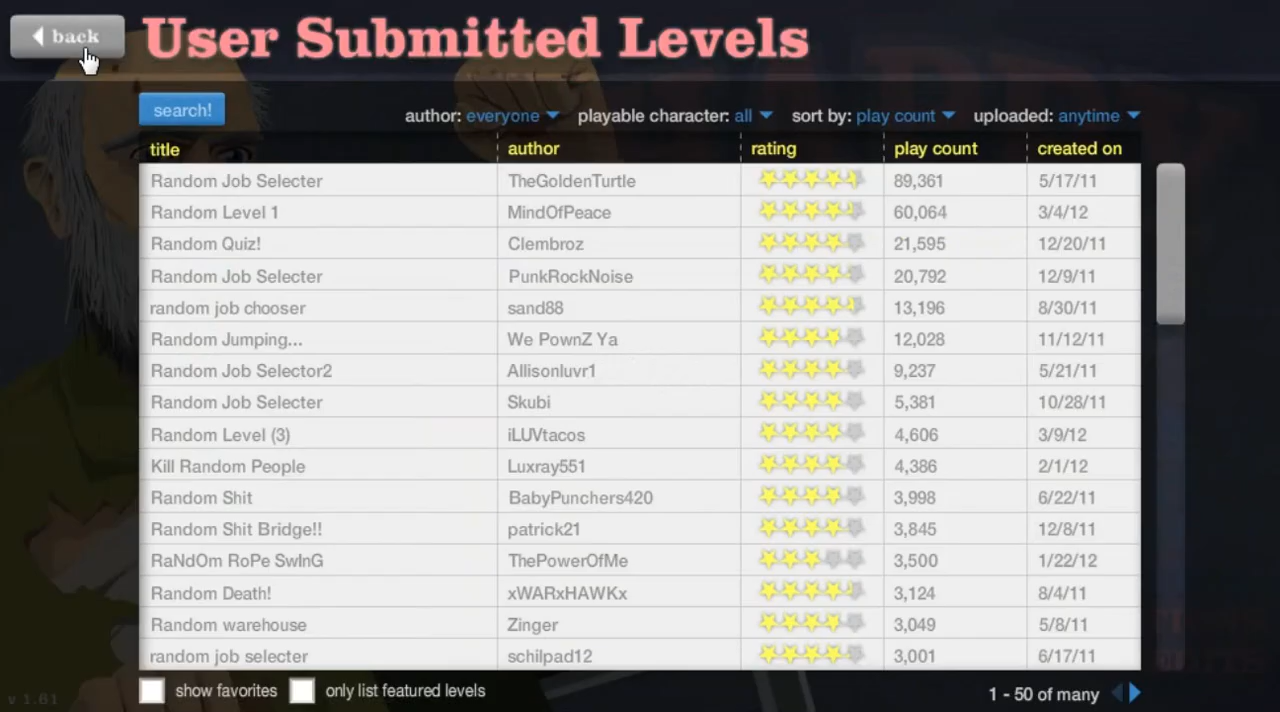 back
User Submitted Levels
search!
author: everyone playable character: all sort by: play count uploaded: anytime
title author rating play count created on
Random Job Selecter TheGoldenTurtle 89,361 5/17/11
Random Level 1 MindOfPeace 60,064 3/4/12
Random Quiz! Clembroz 21,595 12/20/11
Random Job Selecter PunkRockNoise 20,792 12/9/11
random job chooser sand88 13,196 8/30/11
Random Jumping... We PownZ Ya 12,028 11/12/11
Random Job Selector2 Allisonluvr1 9,237 5/21/11
Random Job Selecter Skubi 5,381 10/28/11
Random Level (3) iLUVtacos 4,606 3/9/12
Kill Random People Luxray551 4,386 2/1/12
Random Shit BabyPunchers420 3,998 6/22/11
Random Shit Bridge!! patrick21 3,845 12/8/11
RaNdOm RoPe SwInG ThePowerOfMe 3,500 1/22/12
Random Death! xWARxHAWKx 3,124 8/4/11
Random warehouse Zinger 3,049 5/8/11
random job selecter schilpad12 3,001 6/17/11
show favorites only list featured levels 1 - 50 of many
v 1.61